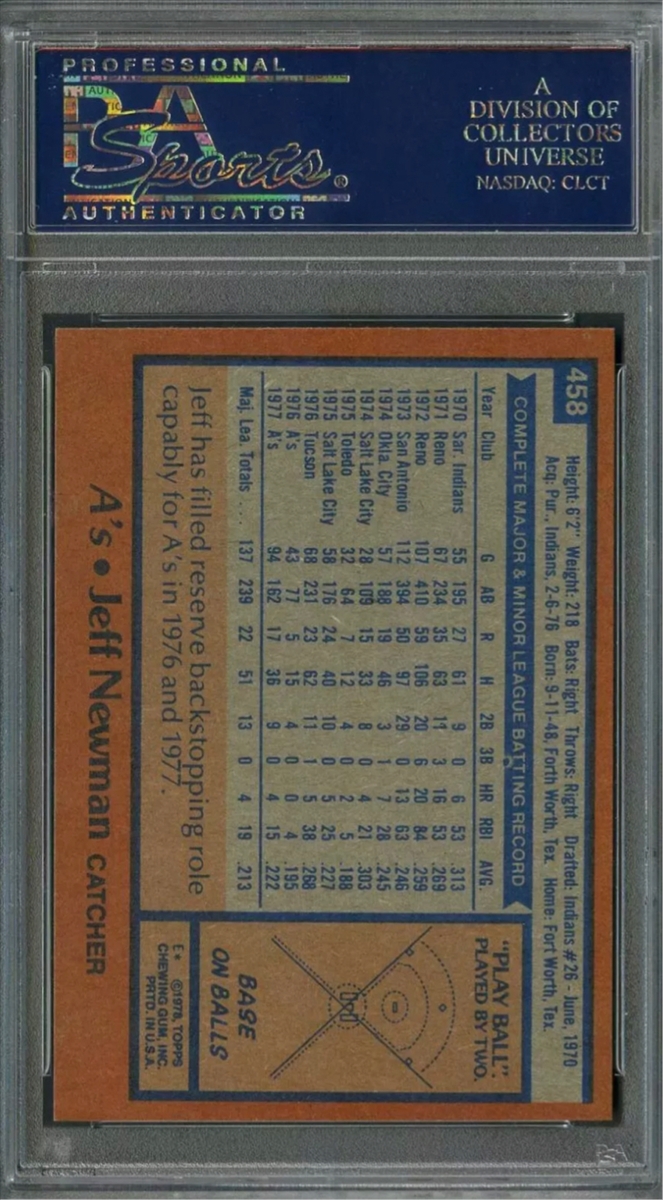 PROFESSIONAL
PSA
Sports®
AUTHENTICATOR
A
DIVISION OF
COLLECTORS
UNIVERSE
NASDAQ: CLCT
458
Height: 6'2" Weight: 218 Bats: Right Throws: Right Drafted: Indians #26 - June, 1970
Acq: Pur., Indians, 2-6-76 Born: 9-11-48, Forth Worth, Tex. Home: Fort Worth, Tex.
COMPLETE MAJOR & MINOR LEAGUE BATTING RECORD
Year Club G AB R H 2B 3B HR RBI AVG.
1970 Sar. Indians 55 195 27 61 9 0 6 53 .313
1971 Reno 67 234 35 63 11 3 16 53 .269
1972 Reno 107 410 59 106 20 6 20 84 .259
1973 San Antonio 112 394 50 97 29 0 13 63 .246
1974 Okla. City 57 188 19 46 3 1 7 28 .245
1974 Salt Lake City 28 109 15 33 8 0 4 21 .303
1975 Toledo 32 64 7 12 4 0 2 5 .188
1975 Salt Lake City 58 176 24 40 10 0 5 25 .227
1976 Tucson 68 231 23 62 11 1 5 38 .268
1976 A's 43 77 5 15 4 0 0 4 .195
1977 A's 94 162 17 36 9 0 4 15 .222
Maj. Lea. Totals ... 137 239 22 51 13 0 4 19 .213
Jeff has filled reserve backstopping role
capably for A's in 1976 and 1977.
"PLAY BALL"
PLAYED BY TWO.
BASE
ON BALLS
E* ©1978, TOPPS
CHEWING GUM, INC.
PRTD. IN U.S.A.
A's • Jeff Newman CATCHER
PSA